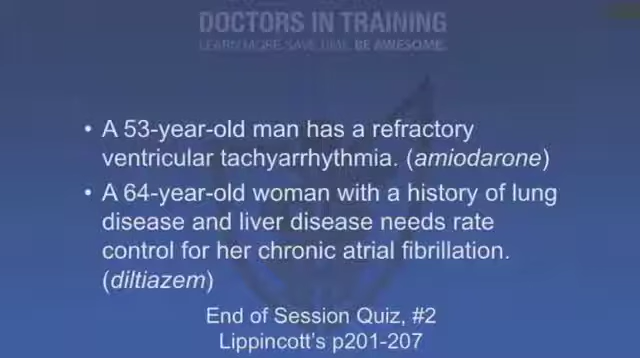 DOCTORS IN TRAINING
LEARN MORE. SAVE TIME. BE AWESOME.
• A 53-year-old man has a refractory
ventricular tachyarrhythmia. (amiodarone)
• A 64-year-old woman with a history of lung
disease and liver disease needs rate
control for her chronic atrial fibrillation.
(diltiazem)
End of Session Quiz, #2
Lippincott's p201-207